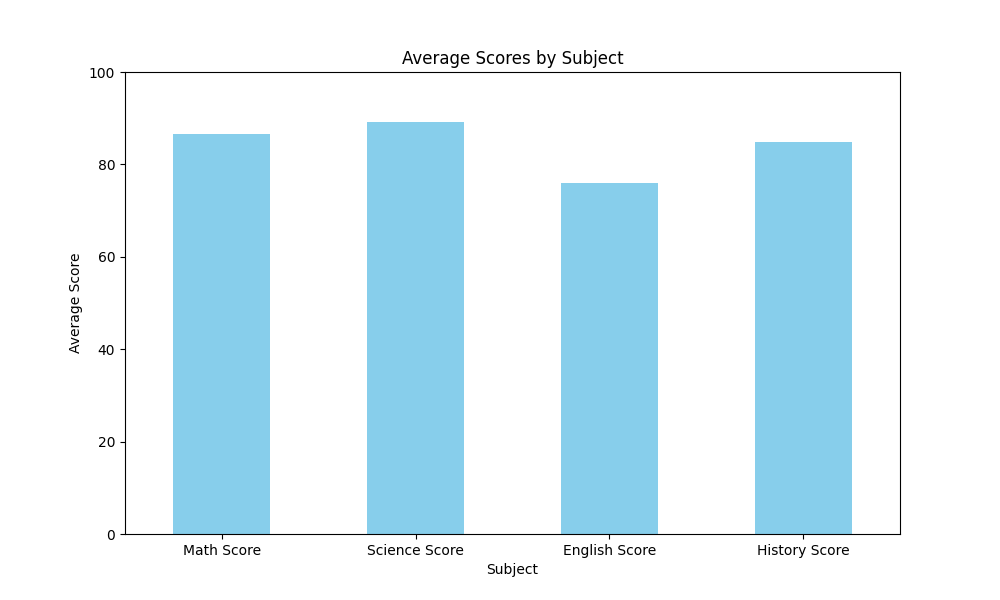 Average Scores by Subject
100
80
60
40
20
0
Average Score
Math Score
Science Score
English Score
History Score
Subject